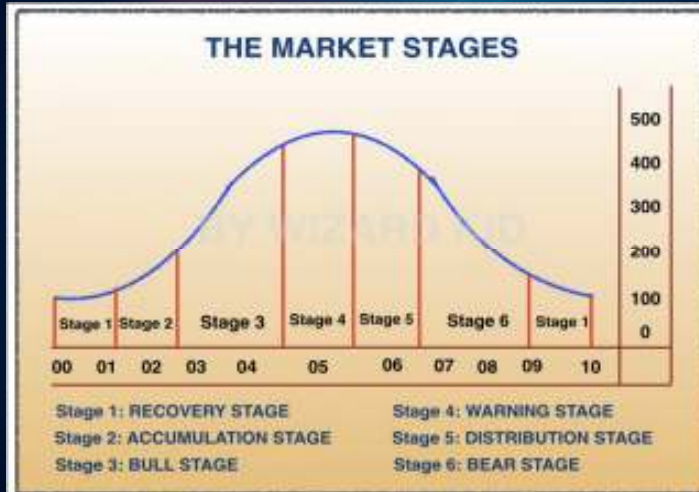 THE MARKET STAGES
500
400
300
BY WIZARD KID
200
100
Stage 1 Stage 2 Stage 3 Stage 4 Stage 5 Stage 6 Stage 1
0
00 01 02 03 04 05 06 07 08 09 10
Stage 1: RECOVERY STAGE
Stage 4: WARNING STAGE
Stage 2: ACCUMULATION STAGE
Stage 5: DISTRIBUTION STAGE
Stage 3: BULL STAGE
Stage 6: BEAR STAGE